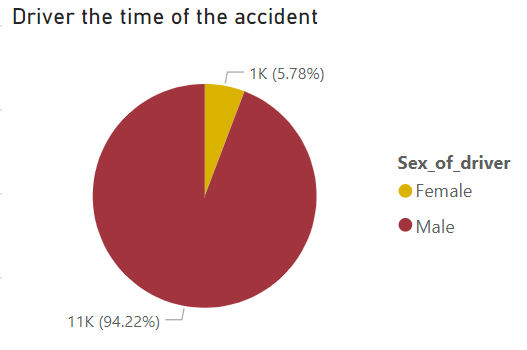 Driver the time of the accident
1K (5.78%)
Sex_of_driver
Female
Male
11K (94.22%)